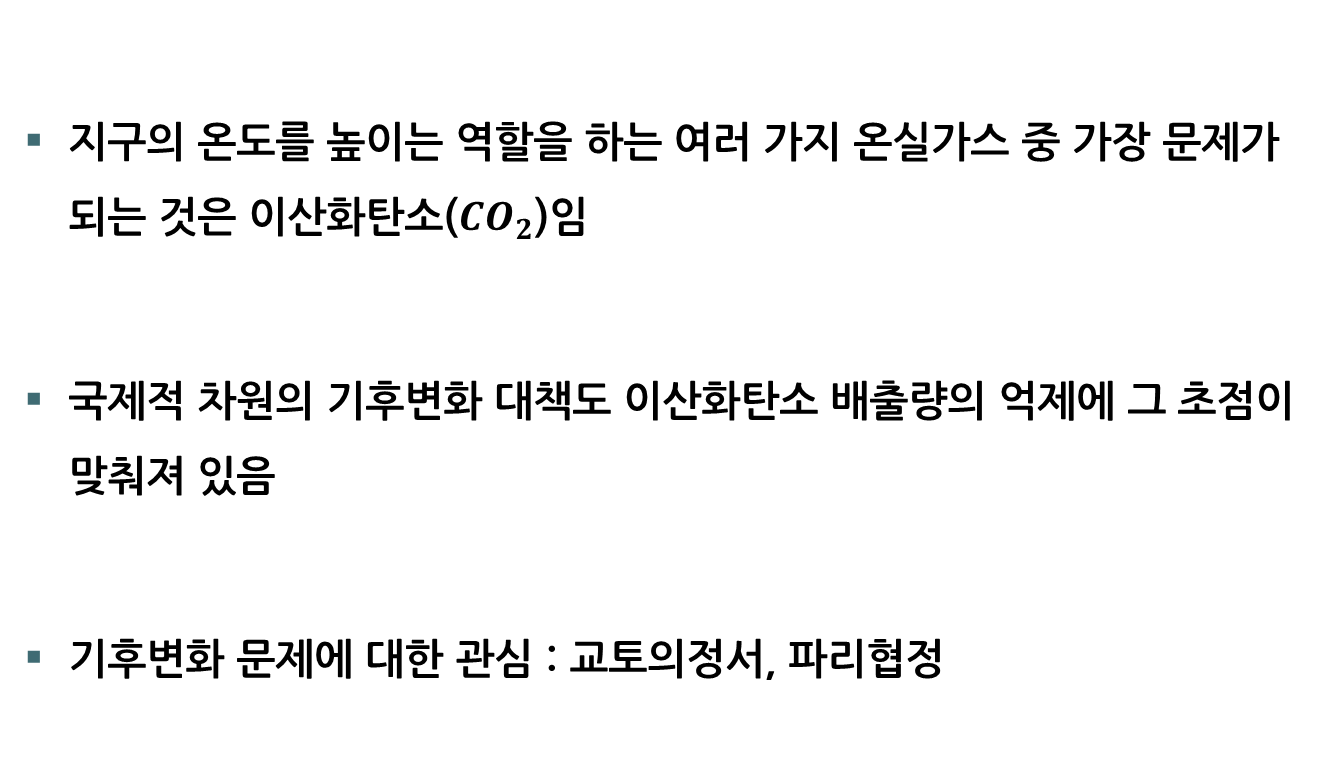 ▪ 지구의 온도를 높이는 역할을 하는 여러 가지 온실가스 중 가장 문제가
되는 것은 이산화탄소(CO₂)임
▪ 국제적 차원의 기후변화 대책도 이산화탄소 배출량의 억제에 그 초점이
맞춰져 있음
▪ 기후변화 문제에 대한 관심 : 교토의정서, 파리협정